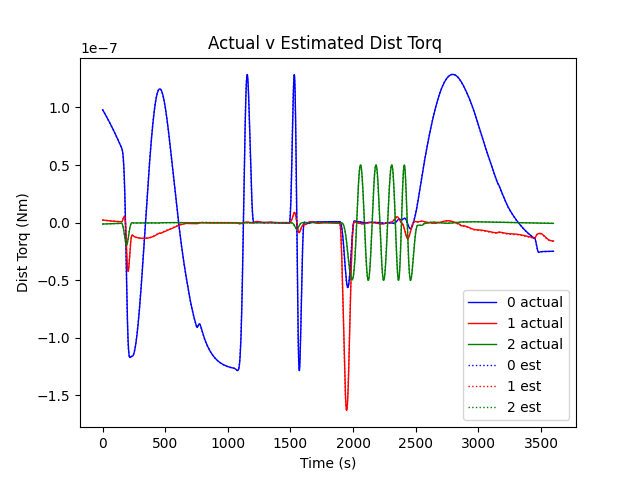 Actual v Estimated Dist Torq
1e−7
1.0
0.5
0.0
−0.5
−1.0
−1.5
Dist Torq (Nm)
0 actual
1 actual
2 actual
0 est
1 est
2 est
0 500 1000 1500 2000 2500 3000 3500
Time (s)